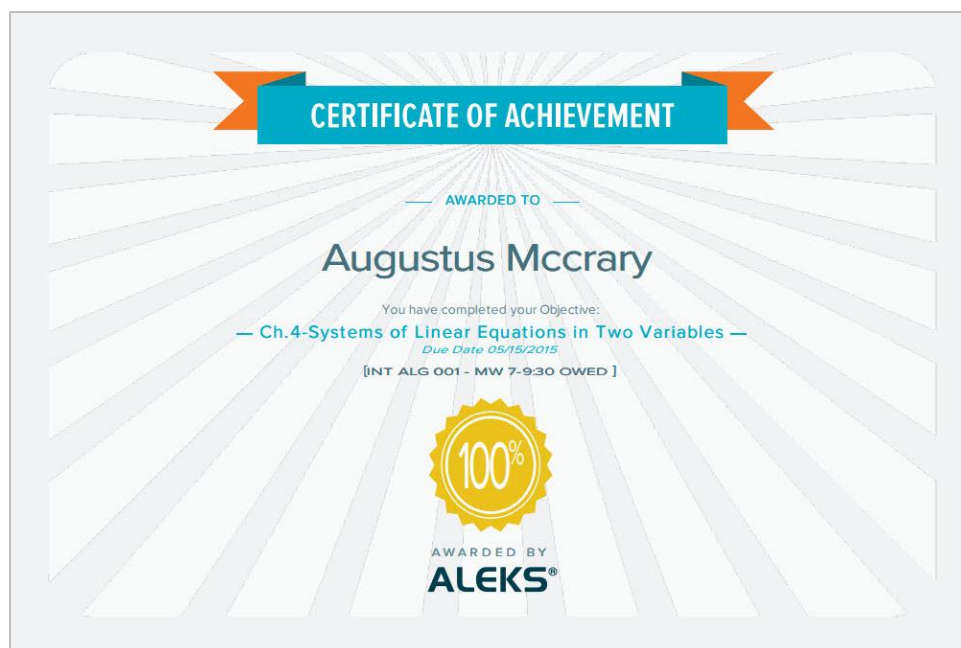 CERTIFICATE OF ACHIEVEMENT
AWARDED TO
Augustus Mccrary
You have completed your Objective:
— Ch.4-Systems of Linear Equations in Two Variables —
Due Date 05/15/2015
[INT ALG 001 - MW 7-9:30 OWED ]
100%
AWARDED BY
ALEKS®